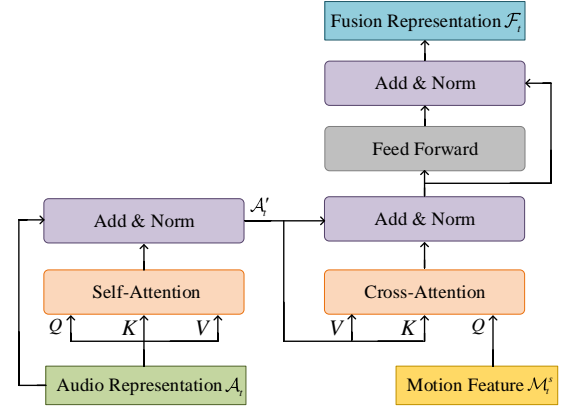 Fusion Representation 𝓕ₜ
Add & Norm
Feed Forward
Add & Norm
𝒜ₜ′
Add & Norm
Self-Attention
Cross-Attention
Q K V
V K Q
Audio Representation 𝒜ₜ
Motion Feature ℳₜˢ